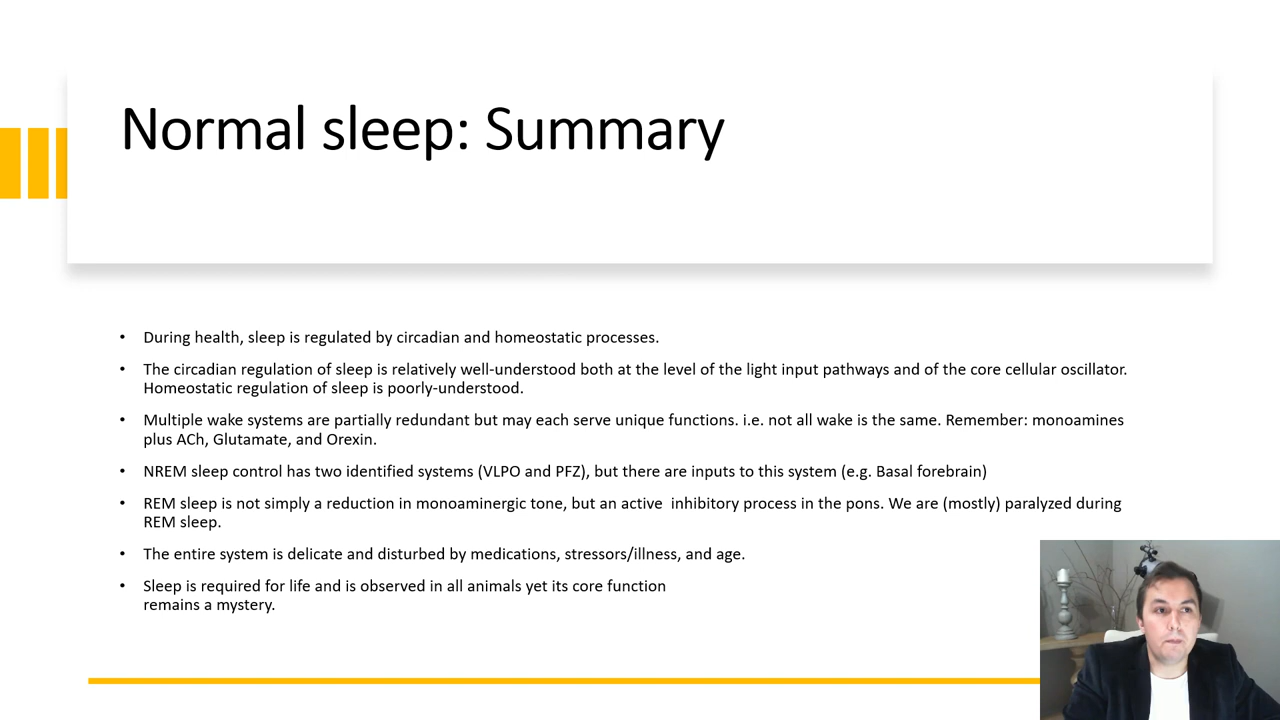 Normal sleep: Summary
• During health, sleep is regulated by circadian and homeostatic processes.
• The circadian regulation of sleep is relatively well-understood both at the level of the light input pathways and of the core cellular oscillator.
Homeostatic regulation of sleep is poorly-understood.
• Multiple wake systems are partially redundant but may each serve unique functions. i.e. not all wake is the same. Remember: monoamines
plus ACh, Glutamate, and Orexin.
• NREM sleep control has two identified systems (VLPO and PFZ), but there are inputs to this system (e.g. Basal forebrain)
• REM sleep is not simply a reduction in monoaminergic tone, but an active  inhibitory process in the pons. We are (mostly) paralyzed during
REM sleep.
• The entire system is delicate and disturbed by medications, stressors/illness, and age.
• Sleep is required for life and is observed in all animals yet its core function
remains a mystery.